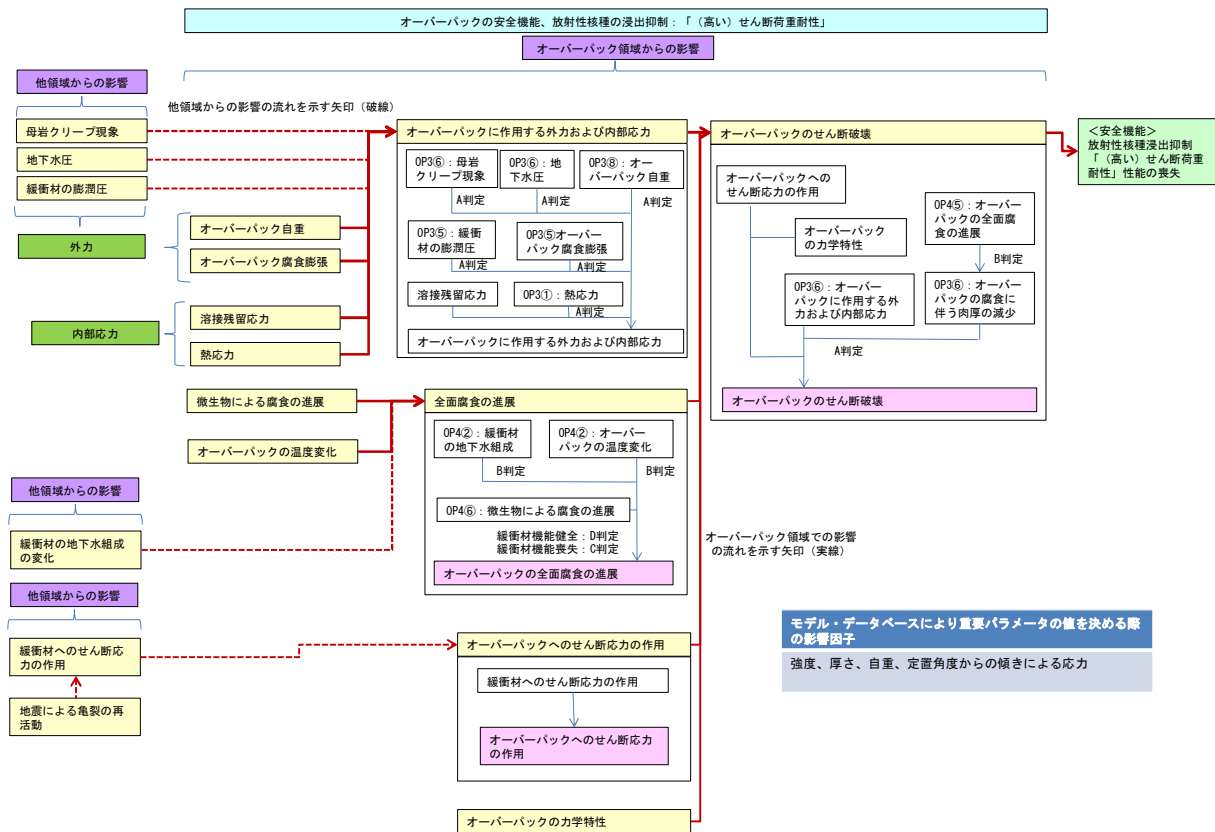 オーバーパックの安全機能、放射性核種の浸出抑制：「（高い）せん断荷重耐性」
オーバーパック領域からの影響
他領域からの影響
他領域からの影響の流れを示す矢印（破線）
母岩クリープ現象
地下水圧
緩衝材の膨潤圧
外力
オーバーパック自重
オーバーパック腐食膨張
内部応力
溶接残留応力
熱応力
オーバーパックに作用する外力および内部応力
OP3⑥：母岩
クリープ現象
OP3⑥：地
下水圧
OP3⑧：オー
バーパック自重
A判定
A判定
A判定
OP3⑤：緩衝
材の膨潤圧
OP3⑤オーバー
パック腐食膨張
A判定
A判定
溶接残留応力
OP3①：熱応力
A判定
オーバーパックに作用する外力および内部応力
オーバーパックのせん断破壊
オーバーパックへの
せん断応力の作用
オーバーパック
の力学特性
OP4⑤：オーバー
パックの全面腐
食の進展
B判定
OP3⑥：オーバー
パックに作用する外
力および内部応力
OP3⑥：オーバー
パックの腐食に
伴う肉厚の減少
A判定
オーバーパックのせん断破壊
＜安全機能＞
放射性核種浸出抑制
「（高い）せん断荷重
耐性」性能の喪失
微生物による腐食の進展
オーバーパックの温度変化
全面腐食の進展
OP4②：緩衝材
の地下水組成
OP4②：オーバー
パックの温度変化
B判定
B判定
OP4⑥：微生物による腐食の進展
緩衝材機能健全：D判定
緩衝材機能喪失：C判定
オーバーパックの全面腐食の進展
他領域からの影響
緩衝材の地下水組成
の変化
オーバーパック領域での影響
の流れを示す矢印（実線）
他領域からの影響
緩衝材へのせん断応
力の作用
地震による亀裂の再
活動
オーバーパックへのせん断応力の作用
緩衝材へのせん断応力の作用
オーバーパックへのせん断応力
の作用
モデル・データベースにより重要パラメータの値を決める際
の影響因子
強度、厚さ、自重、定置角度からの傾きによる応力
オーバーパックの力学特性